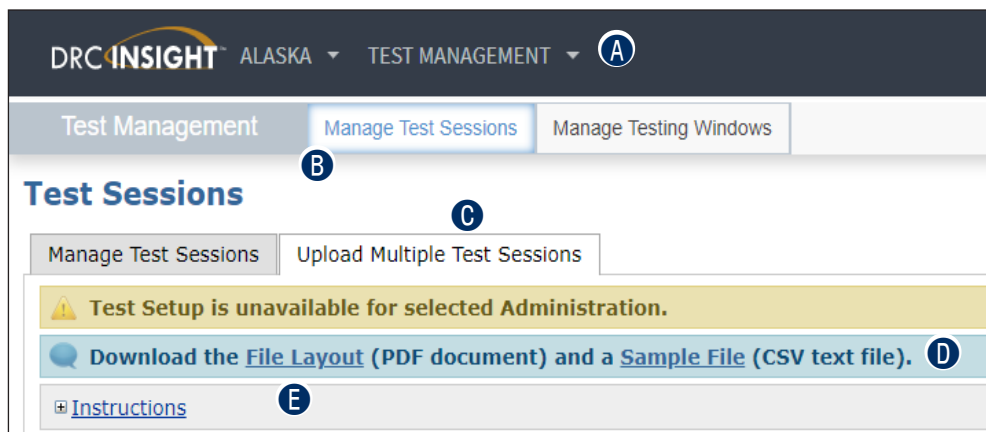 DRC INSIGHT™ ALASKA TEST MANAGEMENT A
Test Management Manage Test Sessions Manage Testing Windows
B
Test Sessions
C
Manage Test Sessions Upload Multiple Test Sessions
Test Setup is unavailable for selected Administration.
Download the File Layout (PDF document) and a Sample File (CSV text file). D
Instructions E